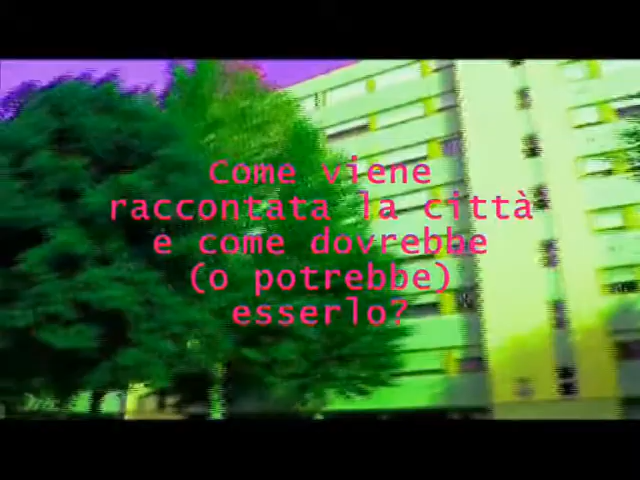 Come viene
raccontata la città
e come dovrebbe
(o potrebbe)
esserlo?